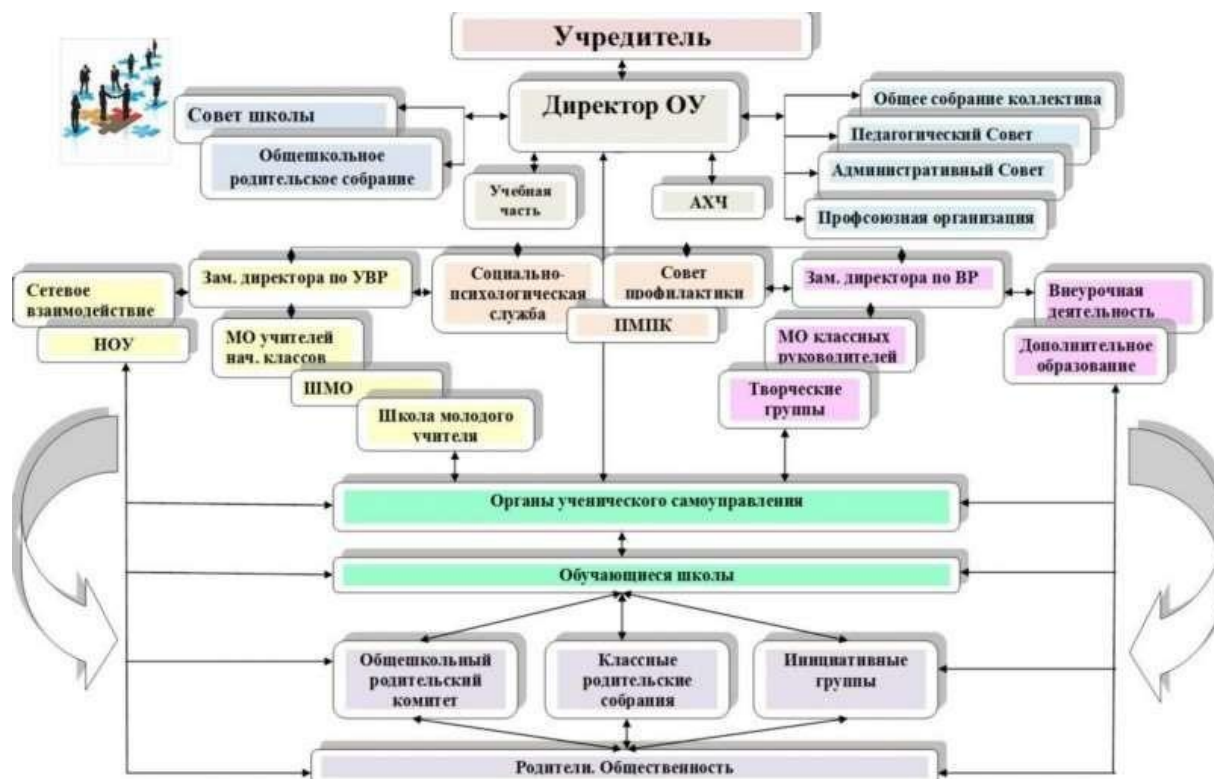 Учредитель
Директор ОУ
Совет школы
Общешкольное
родительское собрание
Общее собрание коллектива
Педагогический Совет
Административный Совет
Профсоюзная организация
Учебная
часть
АХЧ
Сетевое
взаимодействие
НОУ
Зам. директора по УВР
Социально-
психологическая
служба
Совет
профилактики
ПМПК
Зам. директора по ВР
Внеурочная
деятельность
Дополнительное
образование
МО учителей
нач. классов
ШМО
Школа молодого
учителя
МО классных
руководителей
Творческие
группы
Органы ученического самоуправления
Обучающиеся школы
Общешкольный
родительский
комитет
Классные
родительские
собрания
Инициативные
группы
Родители. Общественность